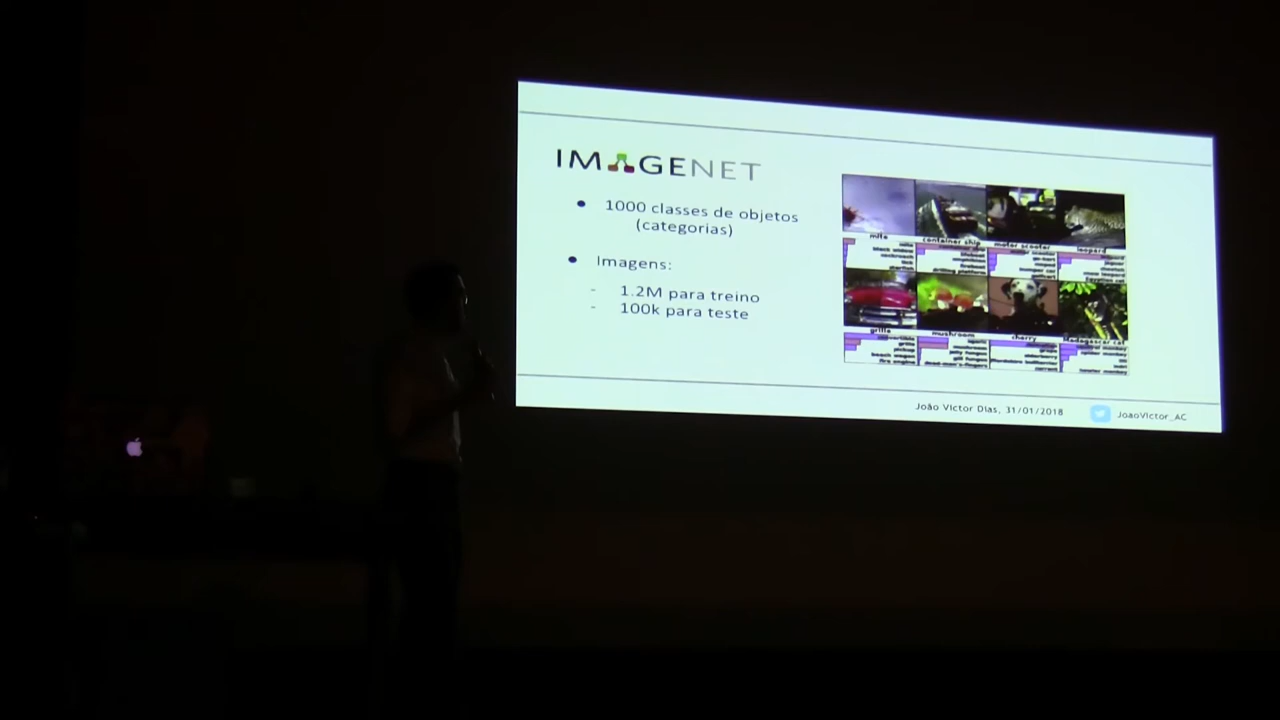 IMAGENET
● 1000 classes de objetos
(categorias)
● Imagens:
- 1.2M para treino
- 100k para teste
mite container ship motor scooter leopard
grille mushroom cherry Madagascar cat
João Victor Dias, 31/01/2018 JoaoVictor_AC